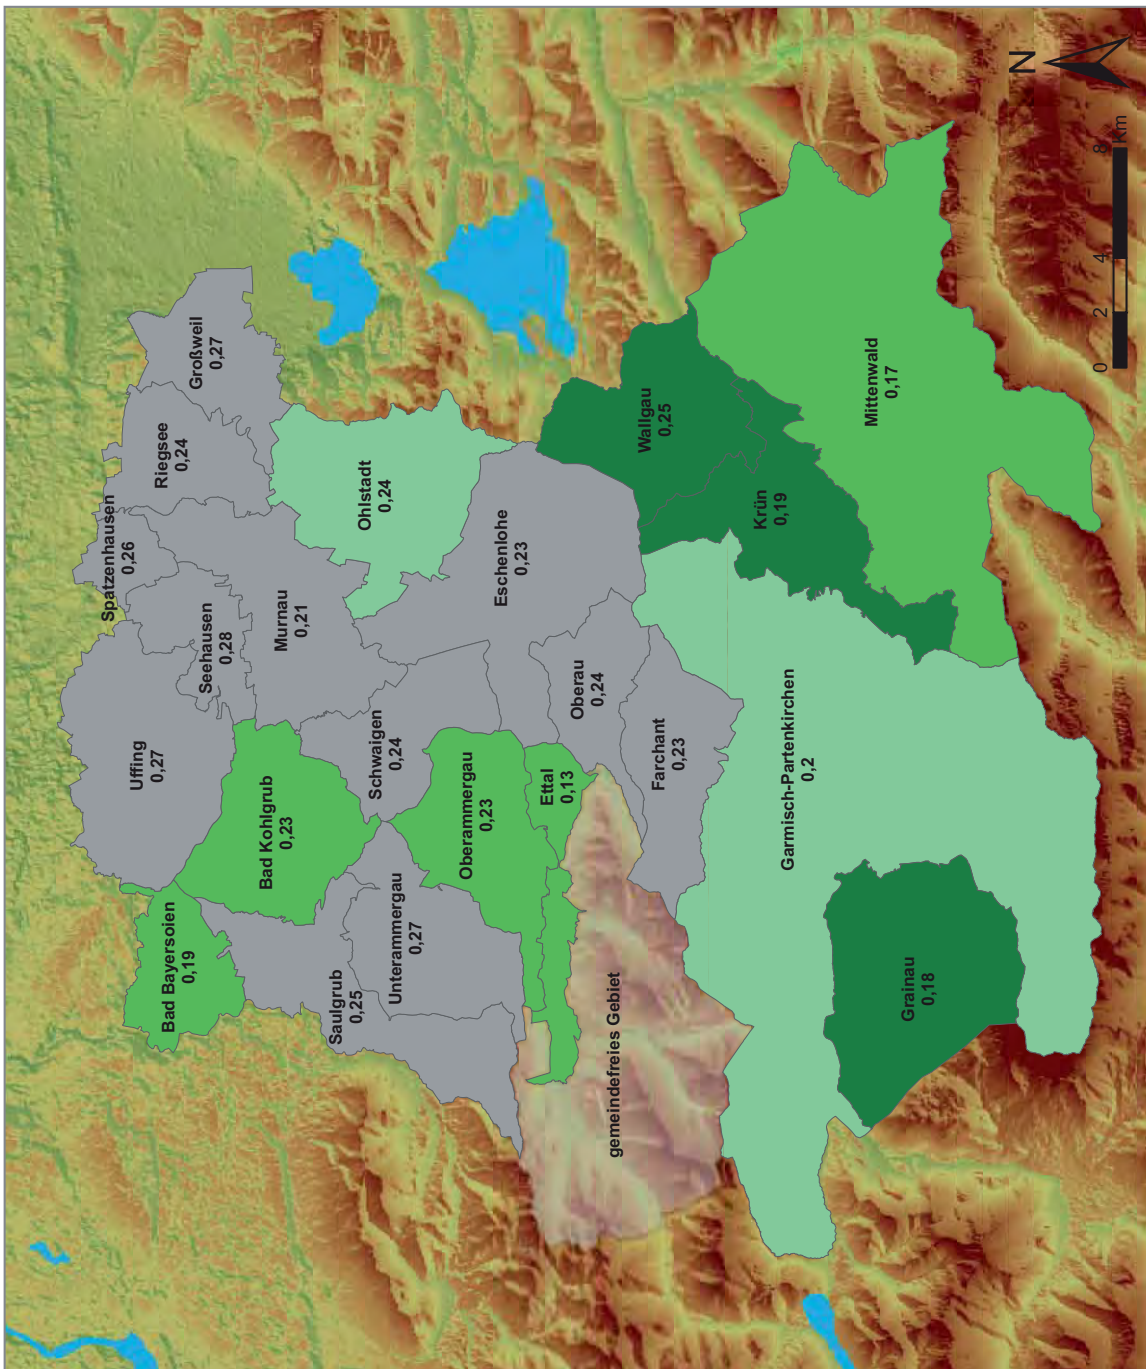 Uffing
0,27
Spatzenhausen
0,26
Riegsee
0,24
Großweil
0,27
Seehausen
0,28
Murnau
0,21
Bad Bayersoien
0,19
Bad Kohlgrub
0,23
Ohlstadt
0,24
Saulgrub
0,25
Schwaigen
0,24
Unterammergau
0,27
Eschenlohe
0,23
Oberammergau
0,23
Ettal
0,13
Oberau
0,24
gemeindefreies Gebiet
Farchant
0,23
Wallgau
0,25
Krün
0,19
Garmisch-Partenkirchen
0,2
Mittenwald
0,17
Grainau
0,18
N
0 2 4 8
Km